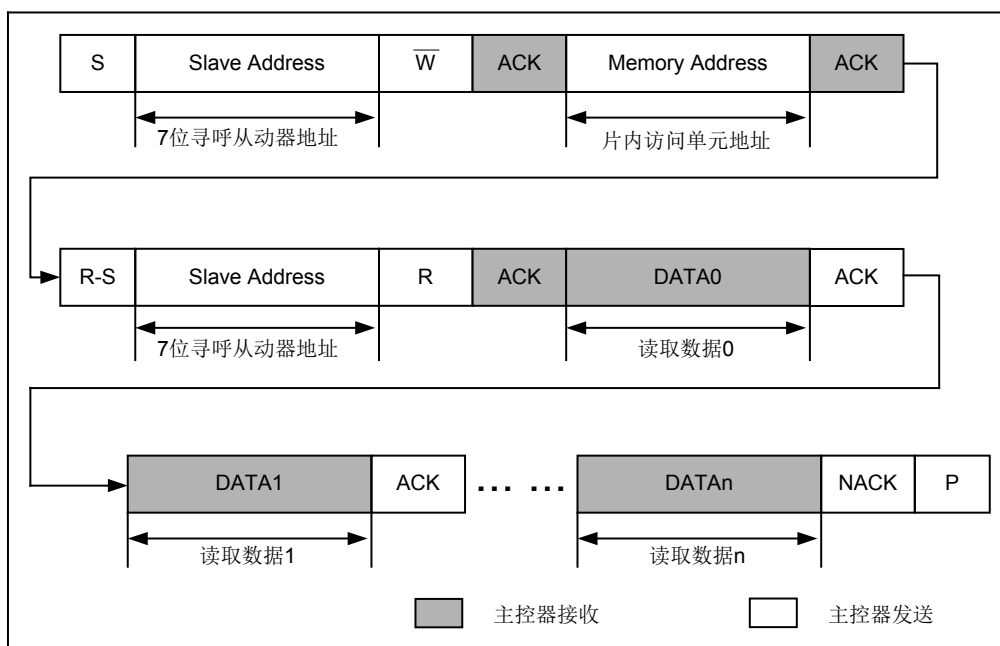 S Slave Address W̅ ACK Memory Address ACK
7位寻呼从动器地址 片内访问单元地址
R-S Slave Address R ACK DATA0 ACK
7位寻呼从动器地址 读取数据0
DATA1 ACK ... ... DATAn NACK P
读取数据1 读取数据n
主控器接收 主控器发送